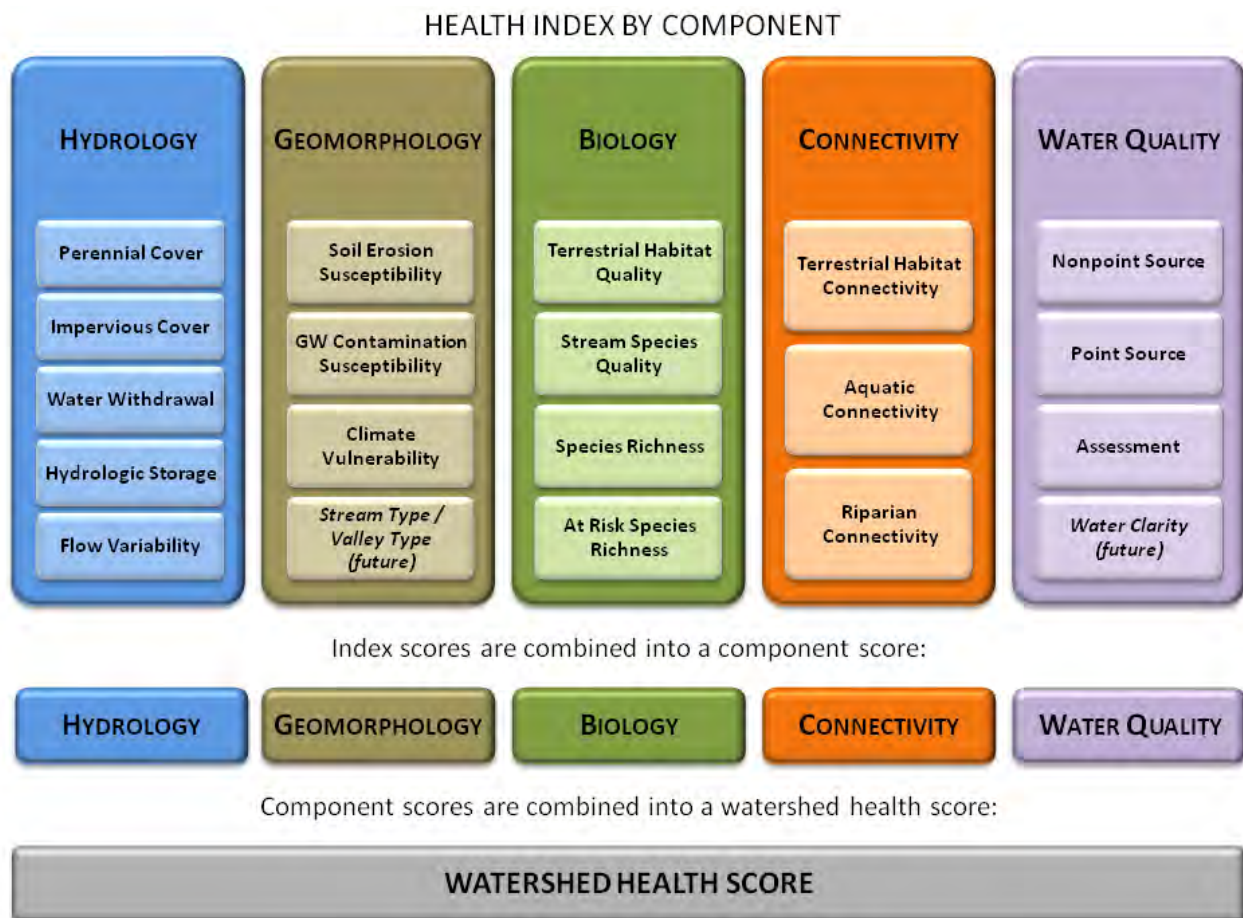 HEALTH INDEX BY COMPONENT
HYDROLOGY
Perennial Cover
Impervious Cover
Water Withdrawal
Hydrologic Storage
Flow Variability
GEOMORPHOLOGY
Soil Erosion
Susceptibility
GW Contamination
Susceptibility
Climate
Vulnerability
Stream Type /
Valley Type
(future)
BIOLOGY
Terrestrial Habitat
Quality
Stream Species
Quality
Species Richness
At Risk Species
Richness
CONNECTIVITY
Terrestrial Habitat
Connectivity
Aquatic
Connectivity
Riparian
Connectivity
WATER QUALITY
Nonpoint Source
Point Source
Assessment
Water Clarity
(future)
Index scores are combined into a component score:
HYDROLOGY
GEOMORPHOLOGY
BIOLOGY
CONNECTIVITY
WATER QUALITY
Component scores are combined into a watershed health score:
WATERSHED HEALTH SCORE